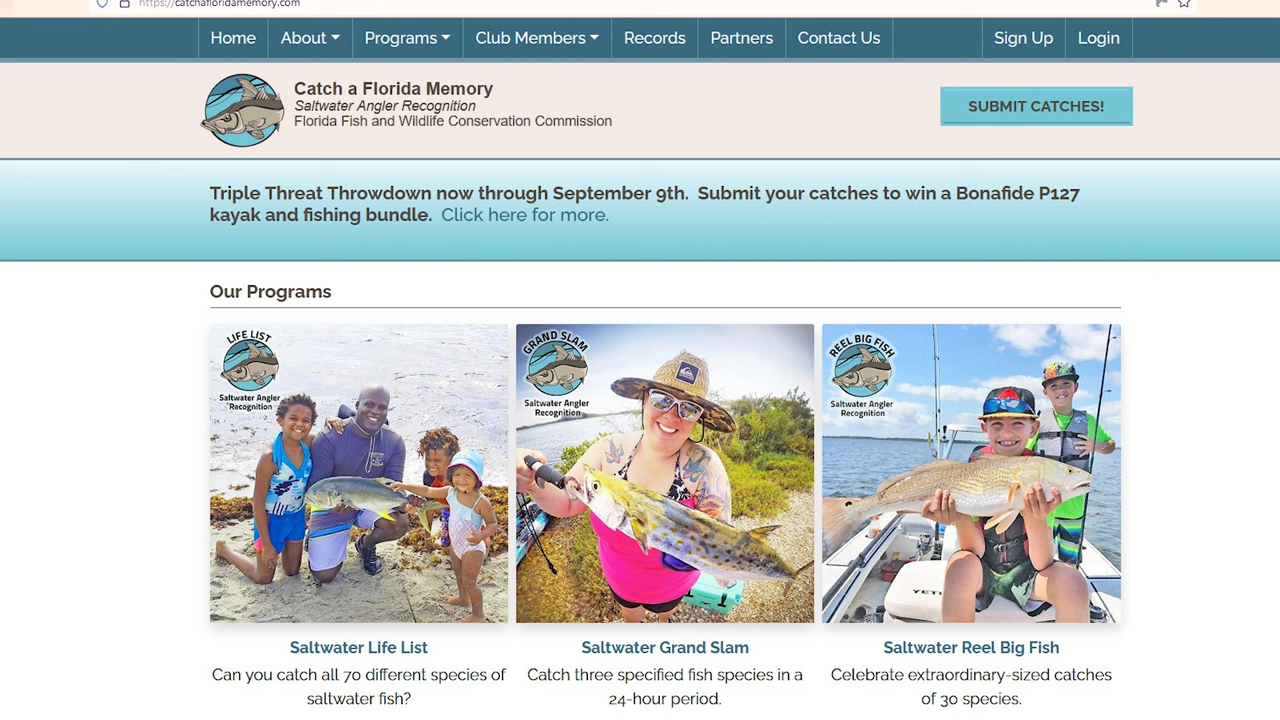 https://catchafloridamemory.com
Home About Programs Club Members Records Partners Contact Us Sign Up Login
Catch a Florida Memory
Saltwater Angler Recognition
Florida Fish and Wildlife Conservation Commission
SUBMIT CATCHES!
Triple Threat Throwdown now through September 9th. Submit your catches to win a Bonafide P127
kayak and fishing bundle. Click here for more.
Our Programs
LIFE LIST
Saltwater Angler
Recognition
GRAND SLAM
Saltwater Angler
Recognition
REEL BIG FISH
Saltwater Angler
Recognition
YETI
Saltwater Life List
Can you catch all 70 different species of
saltwater fish?
Saltwater Grand Slam
Catch three specified fish species in a
24-hour period.
Saltwater Reel Big Fish
Celebrate extraordinary-sized catches
of 30 species.